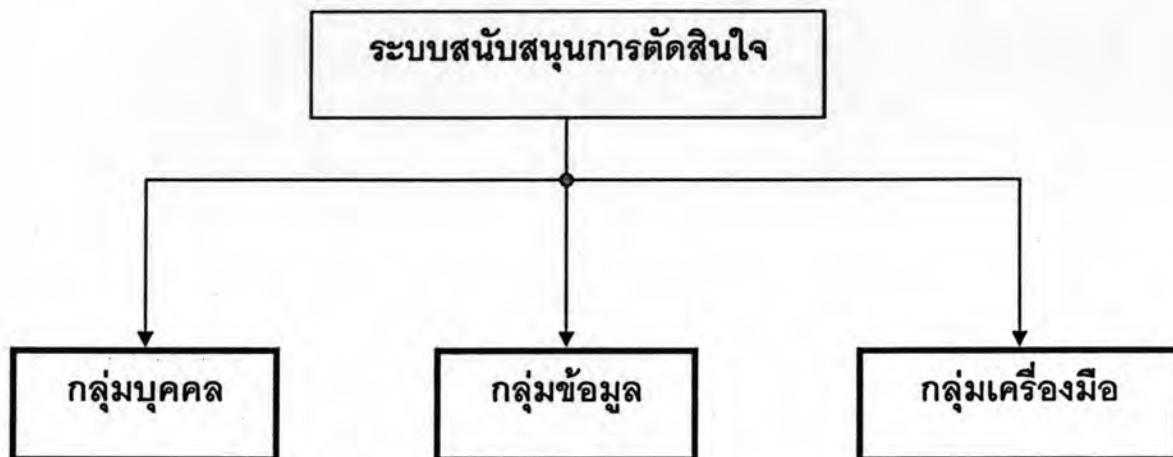 ระบบสนับสนุนการตัดสินใจ
กลุ่มบุคคล
กลุ่มข้อมูล
กลุ่มเครื่องมือ